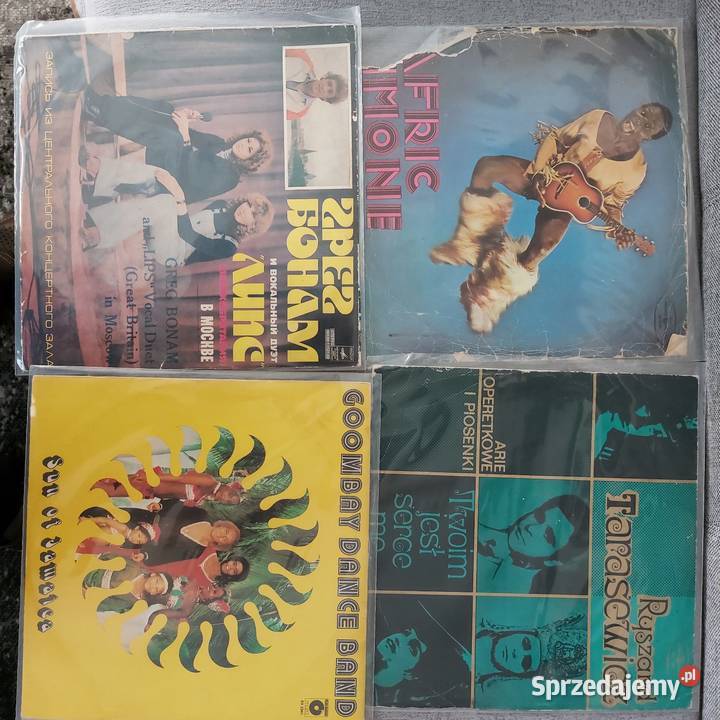 ЗАПИСЬ ИЗ ЦЕНТРАЛЬНОГО КОНЦЕРТНОГО ЗАЛА
ГРЕГ
БОНАМ
И ВОКАЛЬНЫЙ ДУЭТ
"ЛИПС"
В МОСКВЕ
GREG BONAM
and "LIPS" Vocal Duet
(Great Britain)
in Moscow
AFRIC
SIMONE
GOOMBAY DANCE BAND
Sun of Jamaica
ARIE
OPERETKOWE
I PIOSENKI
Twoim
jest
serce
me
Ryszard
Tarasewicz
Sprzedajemy.pl